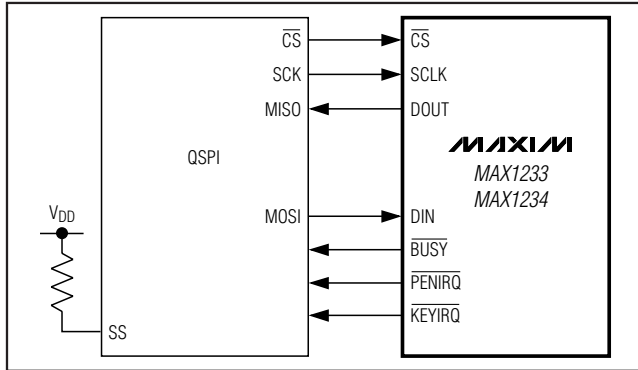 CS CS
SCK SCLK
MISO DOUT
MAXIM
QSPI
MAX1233
MAX1234
VDD
MOSI DIN
BUSY
PENIRQ
KEYIRQ
SS